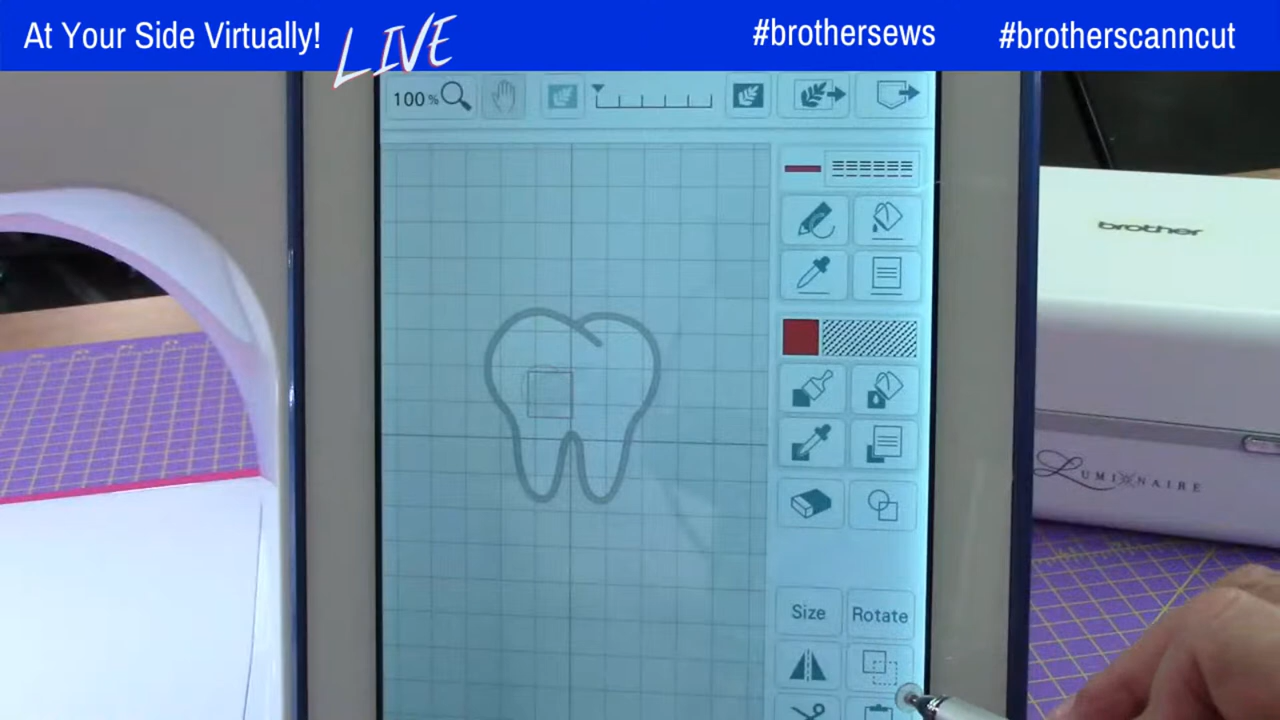 At Your Side Virtually!
LIVE
#brothersews
#brotherscanncut
100%
brother
LUMINAIRE
Size
Rotate